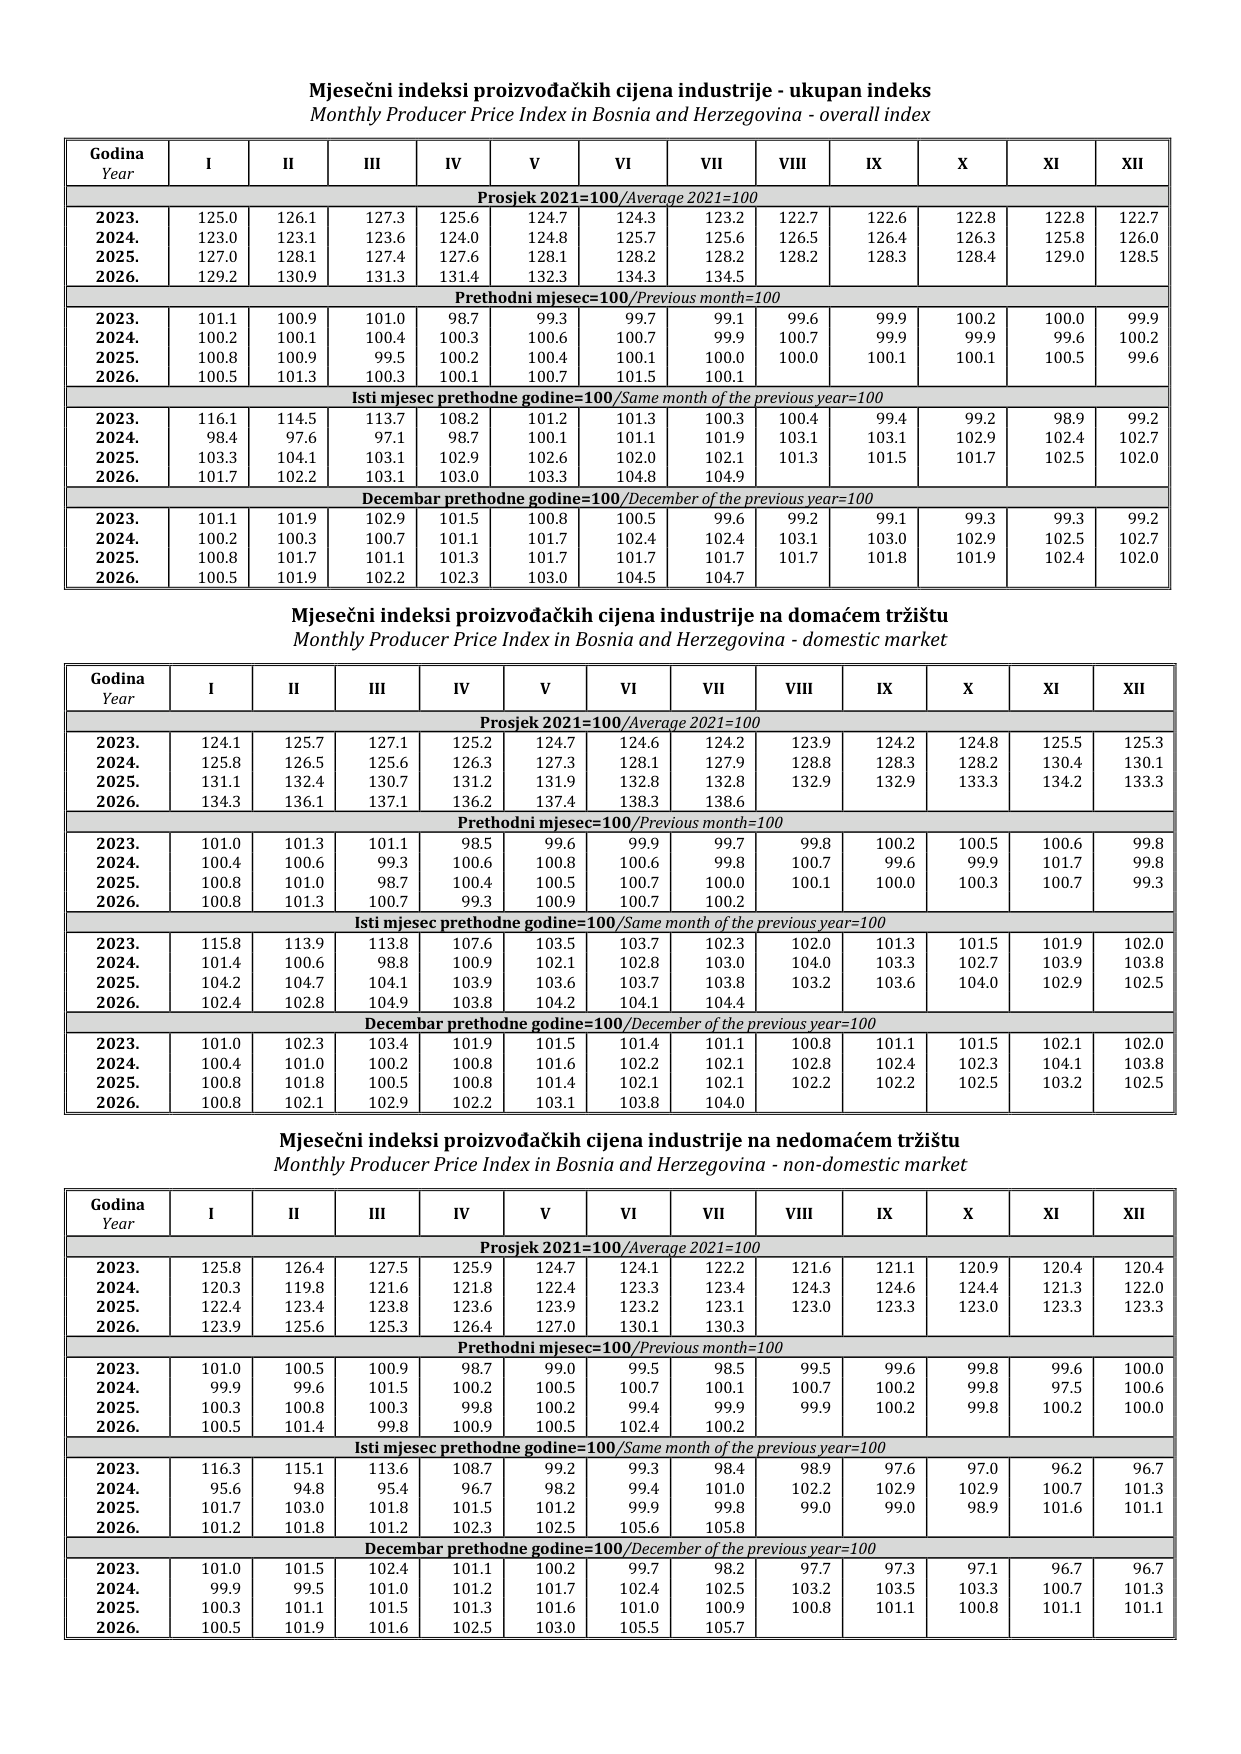 Mjesečni indeksi proizvođačkih cijena industrije - ukupan indeks
Monthly Producer Price Index in Bosnia and Herzegovina - overall index
Godina I II III IV V VI VII VIII IX X XI XII
Year
Prosjek 2021=100/Average 2021=100
2023. 125.0 126.1 127.3 125.6 124.7 124.3 123.2 122.7 122.6 122.8 122.8 122.7
2024. 123.0 123.1 123.6 124.0 124.8 125.7 125.6 126.5 126.4 126.3 125.8 126.0
2025. 127.0 128.1 127.4 127.6 128.1 128.2 128.2 128.2 128.3 128.4 129.0 128.5
2026. 129.2 130.9 131.3 131.4 132.3 134.3 134.5
Prethodni mjesec=100/Previous month=100
2023. 101.1 100.9 101.0 98.7 99.3 99.7 99.1 99.6 99.9 100.2 100.0 99.9
2024. 100.2 100.1 100.4 100.3 100.6 100.7 99.9 100.7 99.9 99.9 99.6 100.2
2025. 100.8 100.9 99.5 100.2 100.4 100.1 100.0 100.0 100.1 100.1 100.5 99.6
2026. 100.5 101.3 100.3 100.1 100.7 101.5 100.1
Isti mjesec prethodne godine=100/Same month of the previous year=100
2023. 116.1 114.5 113.7 108.2 101.2 101.3 100.3 100.4 99.4 99.2 98.9 99.2
2024. 98.4 97.6 97.1 98.7 100.1 101.1 101.9 103.1 103.1 102.9 102.4 102.7
2025. 103.3 104.1 103.1 102.9 102.6 102.0 102.1 101.3 101.5 101.7 102.5 102.0
2026. 101.7 102.2 103.1 103.0 103.3 104.8 104.9
Decembar prethodne godine=100/December of the previous year=100
2023. 101.1 101.9 102.9 101.5 100.8 100.5 99.6 99.2 99.1 99.3 99.3 99.2
2024. 100.2 100.3 100.7 101.1 101.7 102.4 102.4 103.1 103.0 102.9 102.5 102.7
2025. 100.8 101.7 101.1 101.3 101.7 101.7 101.7 101.7 101.8 101.9 102.4 102.0
2026. 100.5 101.9 102.2 102.3 103.0 104.5 104.7
Mjesečni indeksi proizvođačkih cijena industrije na domaćem tržištu
Monthly Producer Price Index in Bosnia and Herzegovina - domestic market
Godina I II III IV V VI VII VIII IX X XI XII
Year
Prosjek 2021=100/Average 2021=100
2023. 124.1 125.7 127.1 125.2 124.7 124.6 124.2 123.9 124.2 124.8 125.5 125.3
2024. 125.8 126.5 125.6 126.3 127.3 128.1 127.9 128.8 128.3 128.2 130.4 130.1
2025. 131.1 132.4 130.7 131.2 131.9 132.8 132.8 132.9 132.9 133.3 134.2 133.3
2026. 134.3 136.1 137.1 136.2 137.4 138.3 138.6
Prethodni mjesec=100/Previous month=100
2023. 101.0 101.3 101.1 98.5 99.6 99.9 99.7 99.8 100.2 100.5 100.6 99.8
2024. 100.4 100.6 99.3 100.6 100.8 100.6 99.8 100.7 99.6 99.9 101.7 99.8
2025. 100.8 101.0 98.7 100.4 100.5 100.7 100.0 100.1 100.0 100.3 100.7 99.3
2026. 100.8 101.3 100.7 99.3 100.9 100.7 100.2
Isti mjesec prethodne godine=100/Same month of the previous year=100
2023. 115.8 113.9 113.8 107.6 103.5 103.7 102.3 102.0 101.3 101.5 101.9 102.0
2024. 101.4 100.6 98.8 100.9 102.1 102.8 103.0 104.0 103.3 102.7 103.9 103.8
2025. 104.2 104.7 104.1 103.9 103.6 103.7 103.8 103.2 103.6 104.0 102.9 102.5
2026. 102.4 102.8 104.9 103.8 104.2 104.1 104.4
Decembar prethodne godine=100/December of the previous year=100
2023. 101.0 102.3 103.4 101.9 101.5 101.4 101.1 100.8 101.1 101.5 102.1 102.0
2024. 100.4 101.0 100.2 100.8 101.6 102.2 102.1 102.8 102.4 102.3 104.1 103.8
2025. 100.8 101.8 100.5 100.8 101.4 102.1 102.1 102.2 102.2 102.5 103.2 102.5
2026. 100.8 102.1 102.9 102.2 103.1 103.8 104.0
Mjesečni indeksi proizvođačkih cijena industrije na nedomaćem tržištu
Monthly Producer Price Index in Bosnia and Herzegovina - non-domestic market
Godina I II III IV V VI VII VIII IX X XI XII
Year
Prosjek 2021=100/Average 2021=100
2023. 125.8 126.4 127.5 125.9 124.7 124.1 122.2 121.6 121.1 120.9 120.4 120.4
2024. 120.3 119.8 121.6 121.8 122.4 123.3 123.4 124.3 124.6 124.4 121.3 122.0
2025. 122.4 123.4 123.8 123.6 123.9 123.2 123.1 123.0 123.3 123.0 123.3 123.3
2026. 123.9 125.6 125.3 126.4 127.0 130.1 130.3
Prethodni mjesec=100/Previous month=100
2023. 101.0 100.5 100.9 98.7 99.0 99.5 98.5 99.5 99.6 99.8 99.6 100.0
2024. 99.9 99.6 101.5 100.2 100.5 100.7 100.1 100.7 100.2 99.8 97.5 100.6
2025. 100.3 100.8 100.3 99.8 100.2 99.4 99.9 99.9 100.2 99.8 100.2 100.0
2026. 100.5 101.4 99.8 100.9 100.5 102.4 100.2
Isti mjesec prethodne godine=100/Same month of the previous year=100
2023. 116.3 115.1 113.6 108.7 99.2 99.3 98.4 98.9 97.6 97.0 96.2 96.7
2024. 95.6 94.8 95.4 96.7 98.2 99.4 101.0 102.2 102.9 102.9 100.7 101.3
2025. 101.7 103.0 101.8 101.5 101.2 99.9 99.8 99.0 99.0 98.9 101.6 101.1
2026. 101.2 101.8 101.2 102.3 102.5 105.6 105.8
Decembar prethodne godine=100/December of the previous year=100
2023. 101.0 101.5 102.4 101.1 100.2 99.7 98.2 97.7 97.3 97.1 96.7 96.7
2024. 99.9 99.5 101.0 101.2 101.7 102.4 102.5 103.2 103.5 103.3 100.7 101.3
2025. 100.3 101.1 101.5 101.3 101.6 101.0 100.9 100.8 101.1 100.8 101.1 101.1
2026. 100.5 101.9 101.6 102.5 103.0 105.5 105.7